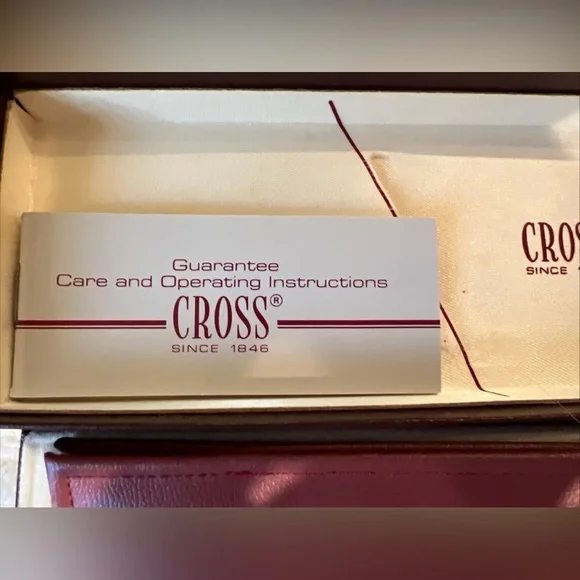 Guarantee
Care and Operating Instructions
CROSS®
SINCE 1846
CROS
SINCE